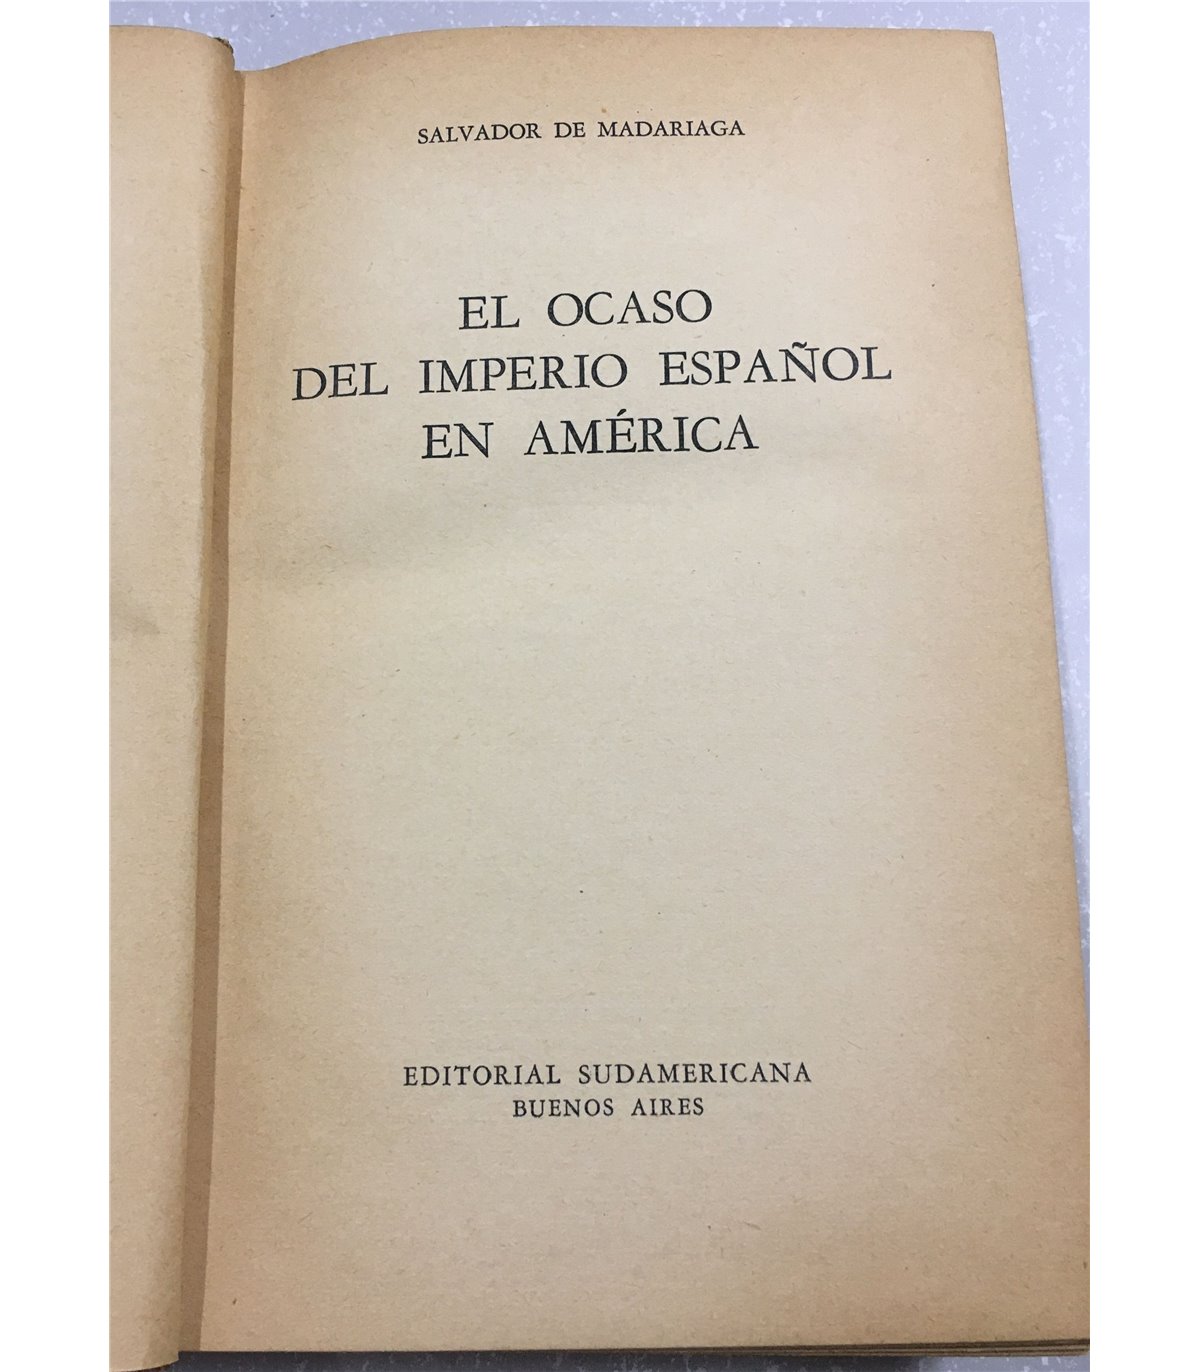 SALVADOR DE MADARIAGA
EL OCASO
DEL IMPERIO ESPAÑOL
EN AMÉRICA
EDITORIAL SUDAMERICANA
BUENOS AIRES